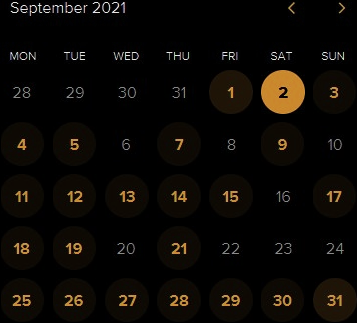 September 2021
MON TUE WED THU FRI SAT SUN
28 29 30 31 1 2 3
4 5 6 7 8 9 10
11 12 13 14 15 16 17
18 19 20 21 22 23 24
25 26 27 28 29 30 31